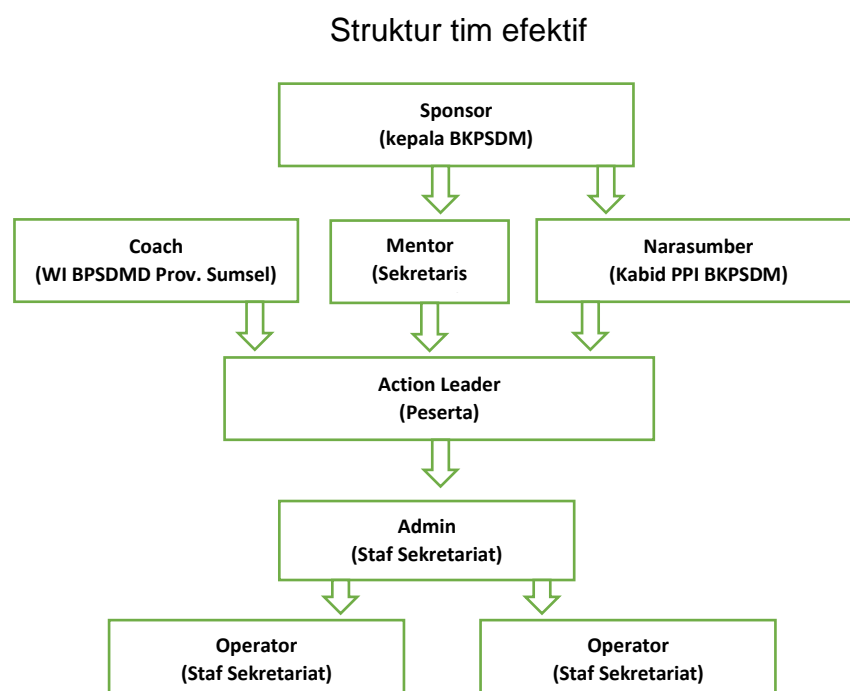 Struktur tim efektif
Sponsor
(kepala BKPSDM)
Coach
(WI BPSDMD Prov. Sumsel)
Mentor
(Sekretaris
Narasumber
(Kabid PPI BKPSDM)
Action Leader
(Peserta)
Admin
(Staf Sekretariat)
Operator
(Staf Sekretariat)
Operator
(Staf Sekretariat)